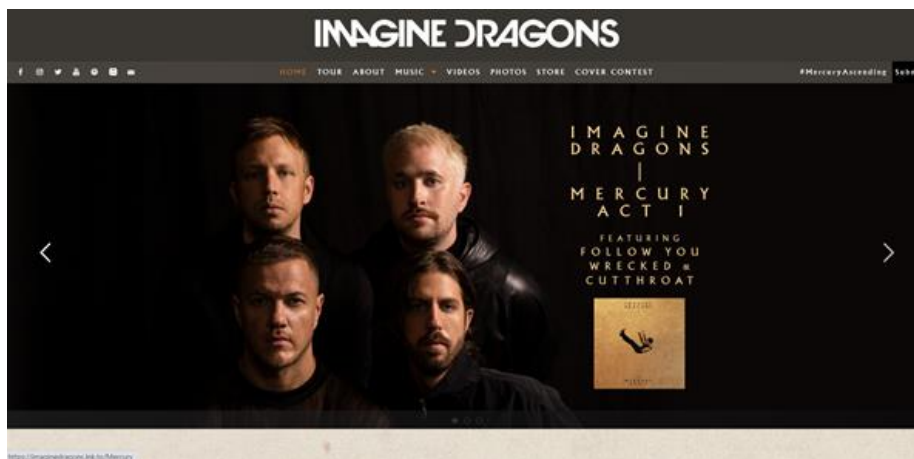 IMAGINE DRAGONS
HOME TOUR ABOUT MUSIC VIDEOS PHOTOS STORE COVER CONTEST #MercuryAscending
IMAGINE
DRAGONS
|
MERCURY
ACT I
FEATURING
FOLLOW YOU
WRECKED &
CUTTHROAT